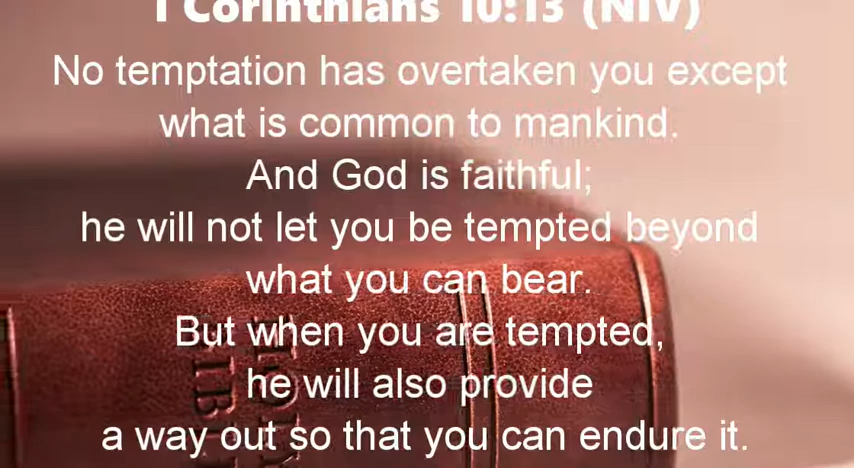 1 Corinthians 10:13 (NIV)
No temptation has overtaken you except
what is common to mankind.
And God is faithful;
he will not let you be tempted beyond
what you can bear.
But when you are tempted,
he will also provide
a way out so that you can endure it.
HOLY
BIBLE